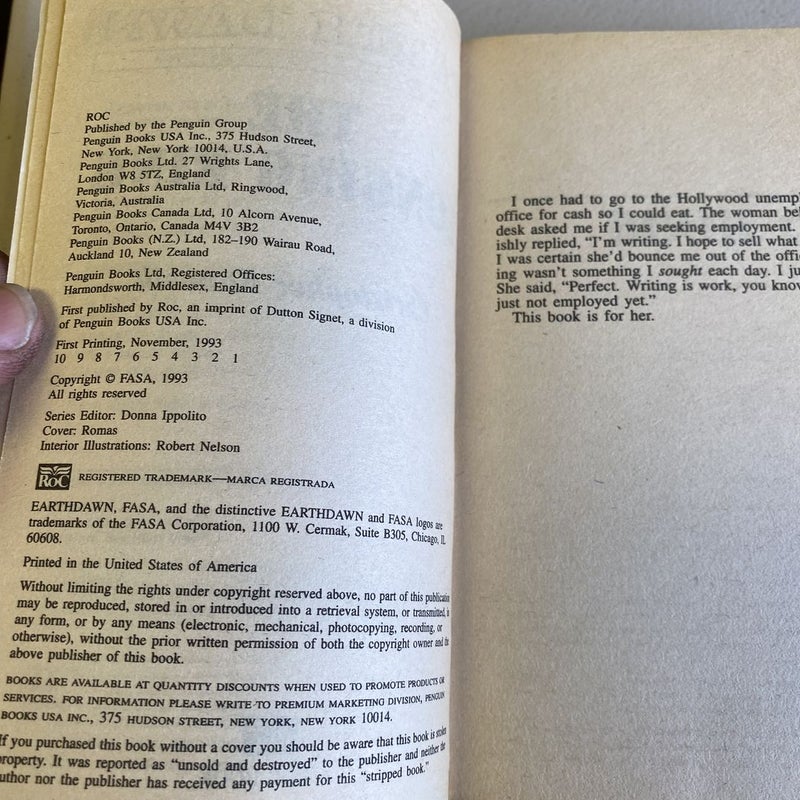 ROC
Published by the Penguin Group
Penguin Books USA Inc., 375 Hudson Street,
New York, New York 10014, U.S.A.
Penguin Books Ltd. 27 Wrights Lane,
London W8 5TZ, England
Penguin Books Australia Ltd, Ringwood,
Victoria, Australia
Penguin Books Canada Ltd, 10 Alcorn Avenue,
Toronto, Ontario, Canada M4V 3B2
Penguin Books (N.Z.) Ltd, 182–190 Wairau Road,
Auckland 10, New Zealand
Penguin Books Ltd, Registered Offices:
Harmondsworth, Middlesex, England
First published by Roc, an imprint of Dutton Signet, a division
of Penguin Books USA Inc.
First Printing, November, 1993
10 9 8 7 6 5 4 3 2 1
Copyright © FASA, 1993
All rights reserved
Series Editor: Donna Ippolito
Cover: Romas
Interior Illustrations: Robert Nelson
ROC REGISTERED TRADEMARK—MARCA REGISTRADA
EARTHDAWN, FASA, and the distinctive EARTHDAWN and FASA logos are
trademarks of the FASA Corporation, 1100 W. Cermak, Suite B305, Chicago, IL
60608.
Printed in the United States of America
Without limiting the rights under copyright reserved above, no part of this publication
may be reproduced, stored in or introduced into a retrieval system, or transmitted, in
any form, or by any means (electronic, mechanical, photocopying, recording, or
otherwise), without the prior written permission of both the copyright owner and the
above publisher of this book.
BOOKS ARE AVAILABLE AT QUANTITY DISCOUNTS WHEN USED TO PROMOTE PRODUCTS OR
SERVICES. FOR INFORMATION PLEASE WRITE TO PREMIUM MARKETING DIVISION, PENGUIN
BOOKS USA INC., 375 HUDSON STREET, NEW YORK, NEW YORK 10014.
If you purchased this book without a cover you should be aware that this book is stolen
property. It was reported as "unsold and destroyed" to the publisher and neither the
author nor the publisher has received any payment for this "stripped book."
I once had to go to the Hollywood unemp
office for cash so I could eat. The woman be
desk asked me if I was seeking employment.
ishly replied, "I'm writing. I hope to sell what
I was certain she'd bounce me out of the offi
ing wasn't something I sought each day. I ju
She said, "Perfect. Writing is work, you know
just not employed yet."
This book is for her.